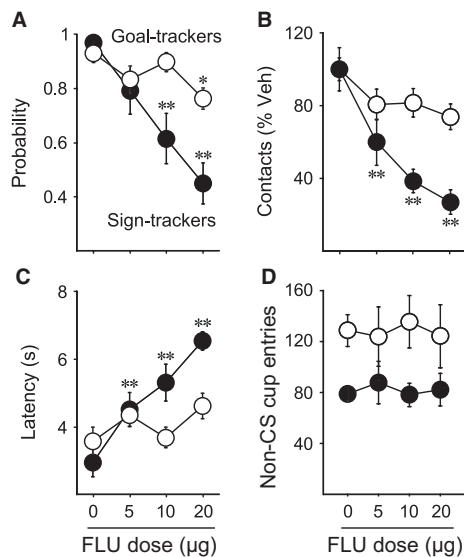 A
Goal-trackers
1
0.8
0.6
0.4
Probability
*
**
**
Sign-trackers
B
120
80
40
Contacts (% Veh)
**
**
**
C
8
6
4
2
Latency (s)
**
**
**
0 5 10 20
FLU dose (µg)
D
160
120
80
40
Non-CS cup entries
0 5 10 20
FLU dose (µg)